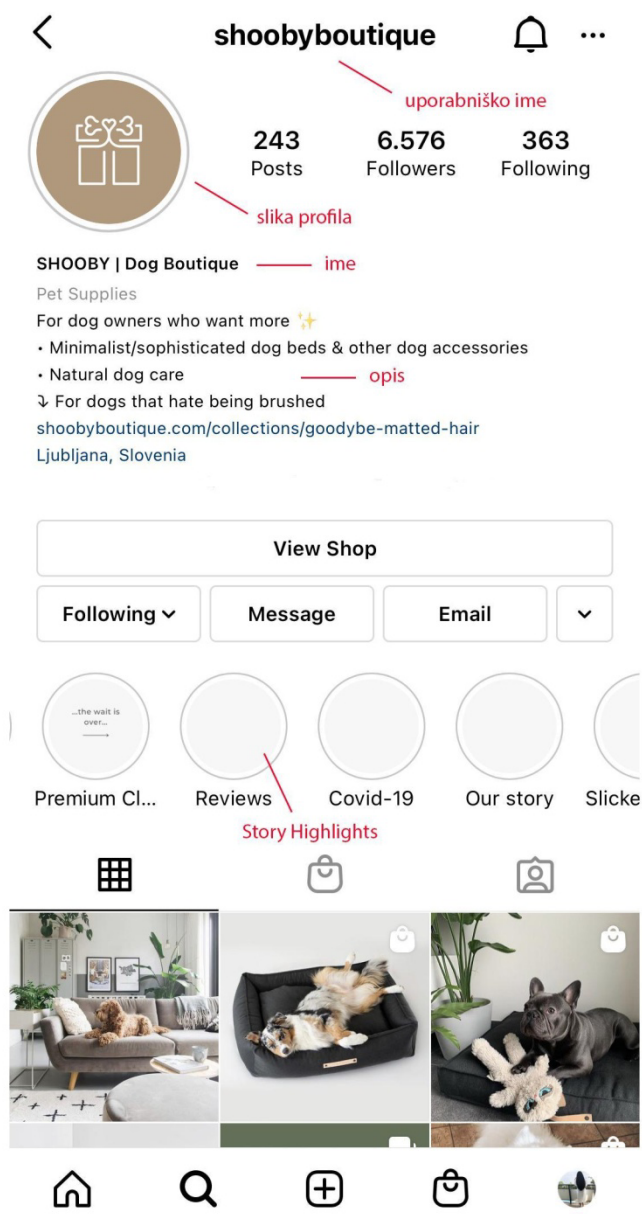 shoobyboutique
uporabniško ime
243 6.576 363
Posts Followers Following
slika profila
SHOOBY | Dog Boutique
ime
Pet Supplies
For dog owners who want more ✨
• Minimalist/sophisticated dog beds & other dog accessories
• Natural dog care
opis
⤵ For dogs that hate being brushed
shoobyboutique.com/collections/goodybe-matted-hair
Ljubljana, Slovenia
View Shop
Following
Message
Email
...the wait is
over...
Premium Cl... Reviews Covid-19 Our story Slicke
Story Highlights